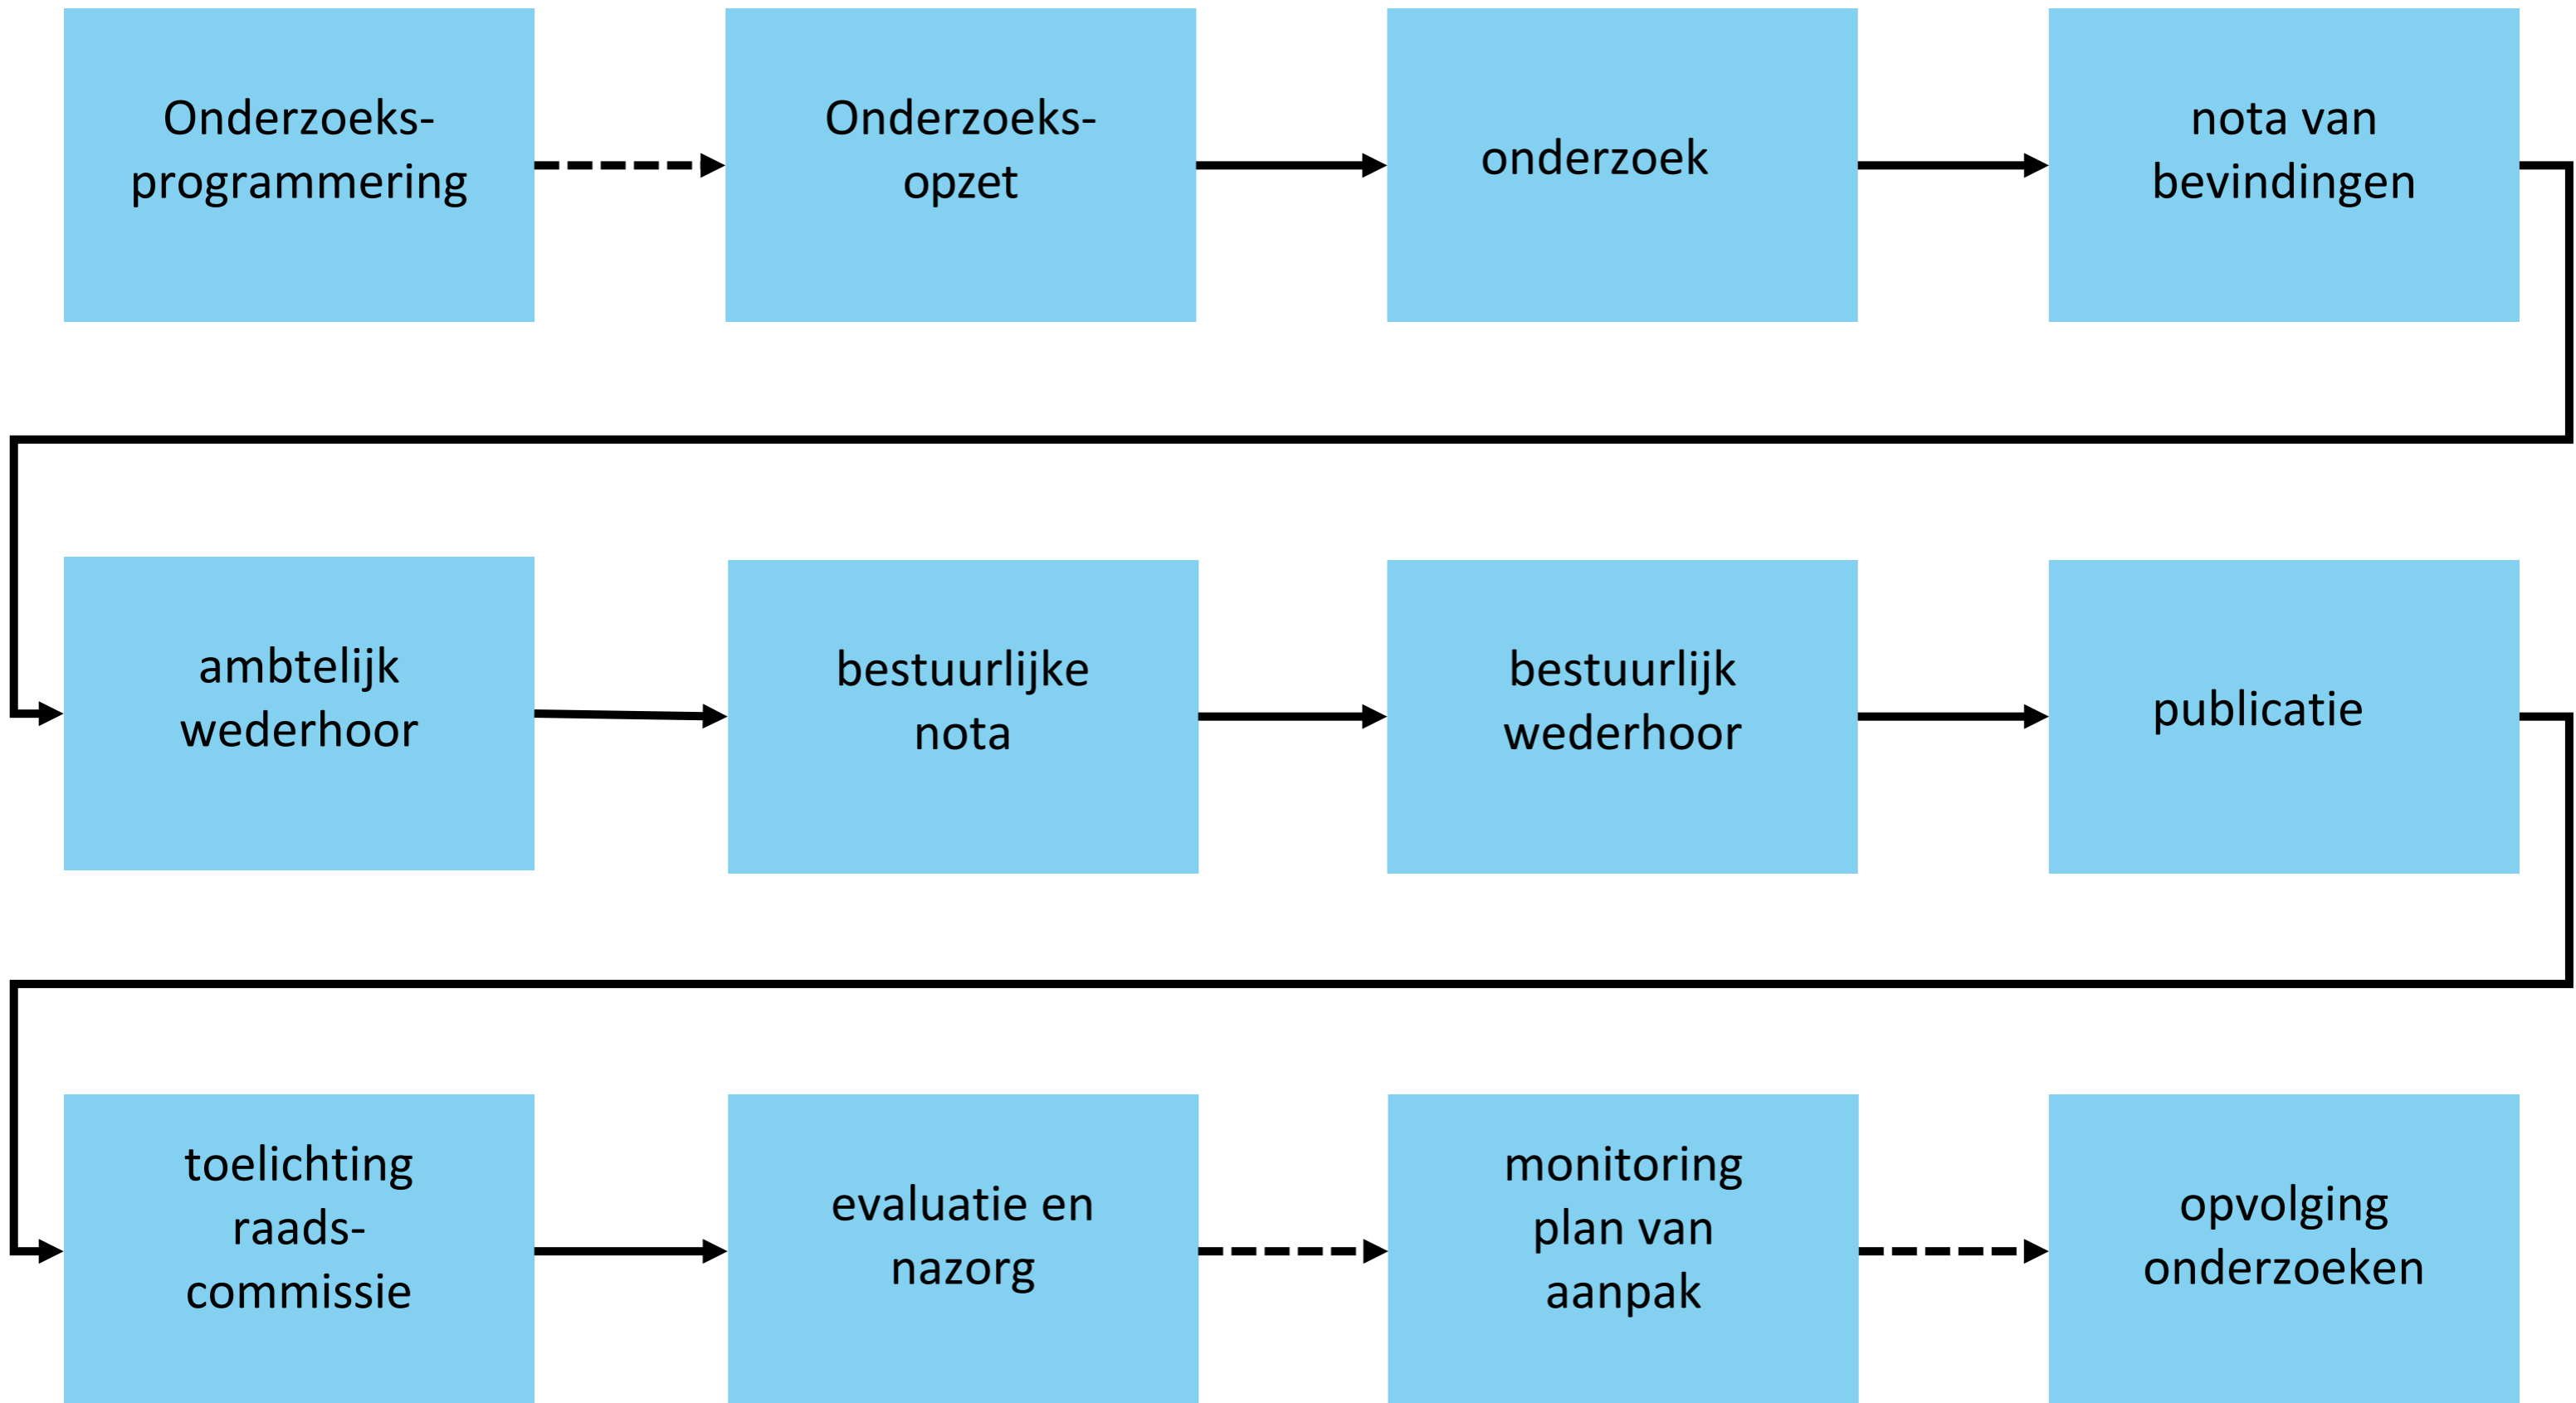 Onderzoeks-
programmering
Onderzoeks-
opzet
onderzoek
nota van
bevindingen
ambtelijk
wederhoor
bestuurlijke
nota
bestuurlijk
wederhoor
publicatie
toelichting
raads-
commissie
evaluatie en
nazorg
monitoring
plan van
aanpak
opvolging
onderzoeken